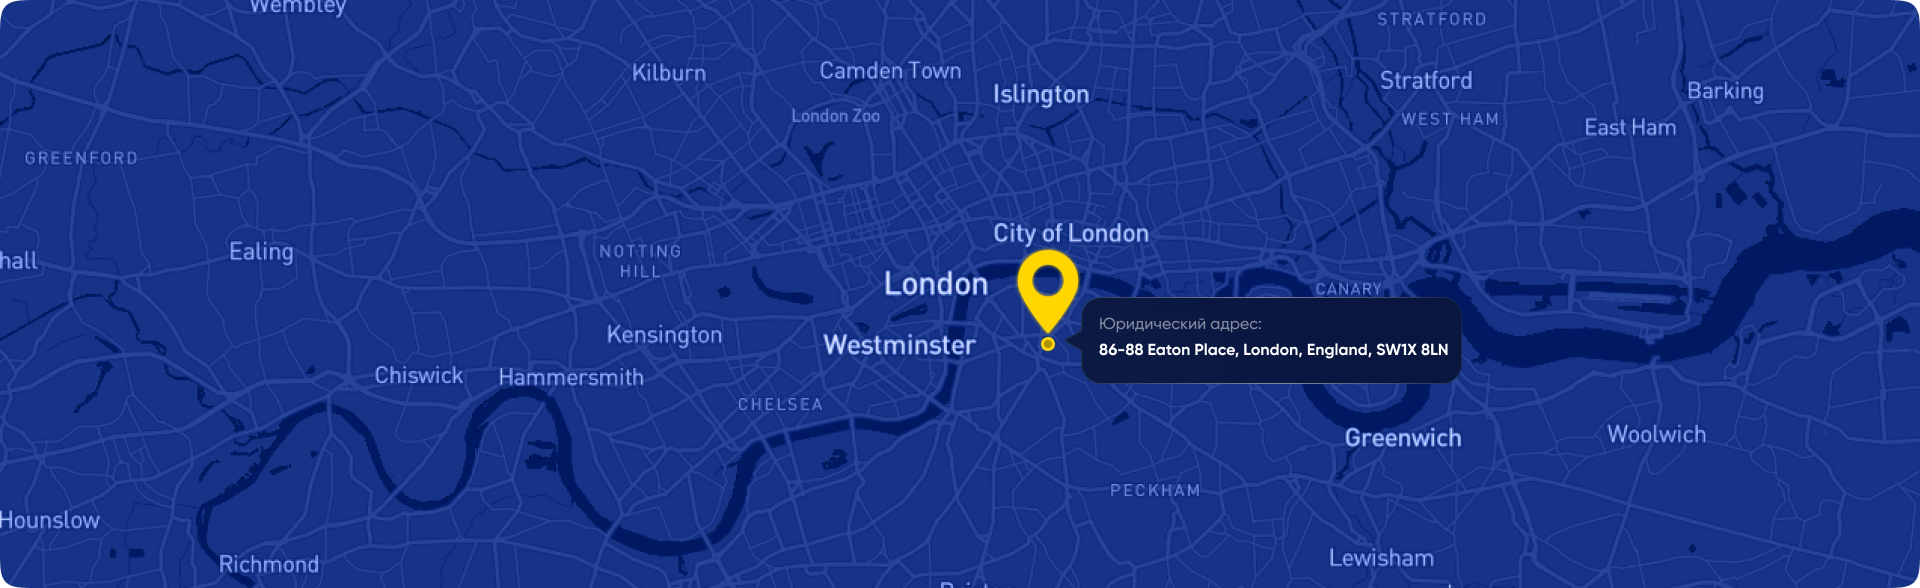 Wembley
STRATFORD
Kilburn
Camden Town
Stratford
Islington
Barking
London Zoo
WEST HAM
East Ham
GREENFORD
City of London
Ealing
NOTTING
HILL
hall
London
CANARY
Юридический адрес:
86-88 Eaton Place, London, England, SW1X 8LN
Kensington
Westminster
Chiswick
Hammersmith
CHELSEA
Greenwich
Woolwich
PECKHAM
Hounslow
Richmond
Lewisham